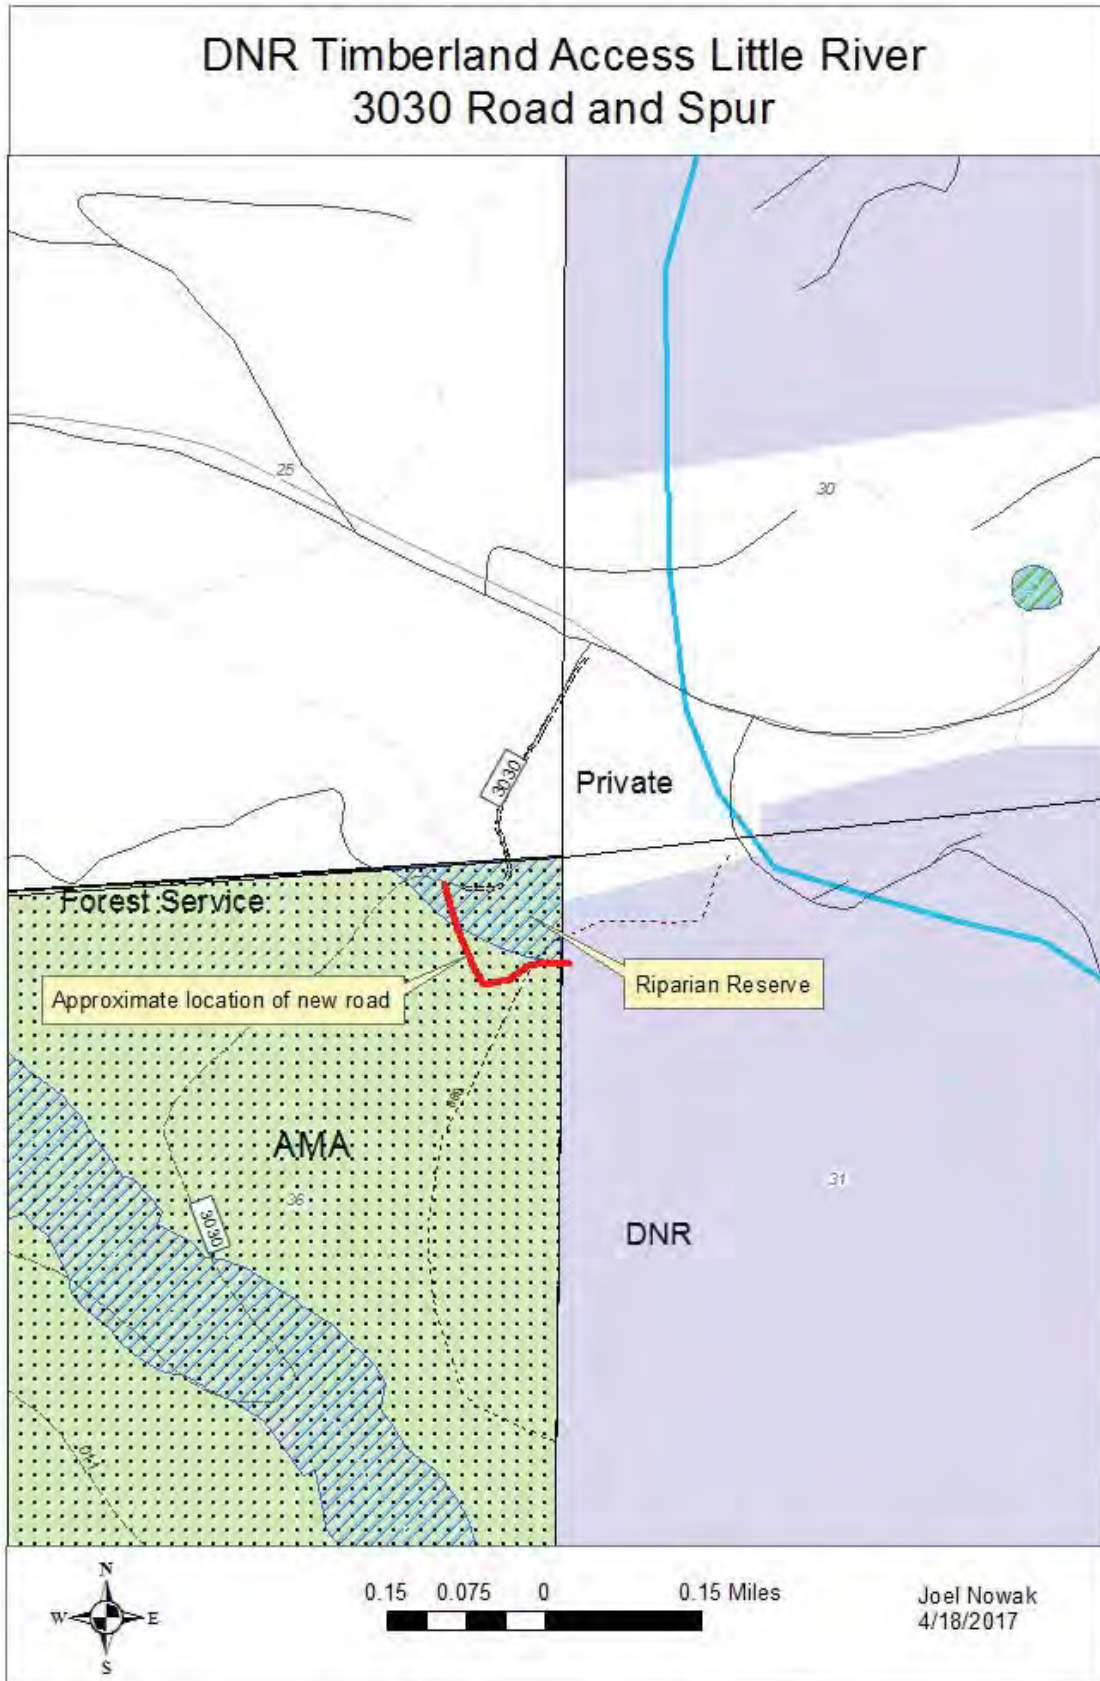 DNR Timberland Access Little River
3030 Road and Spur
25
30
3030
Private
Forest Service
Riparian Reserve
Approximate location of new road
AMA
36
31
3030
DNR
N
W E
S
0.15 0.075 0 0.15 Miles
Joel Nowak
4/18/2017